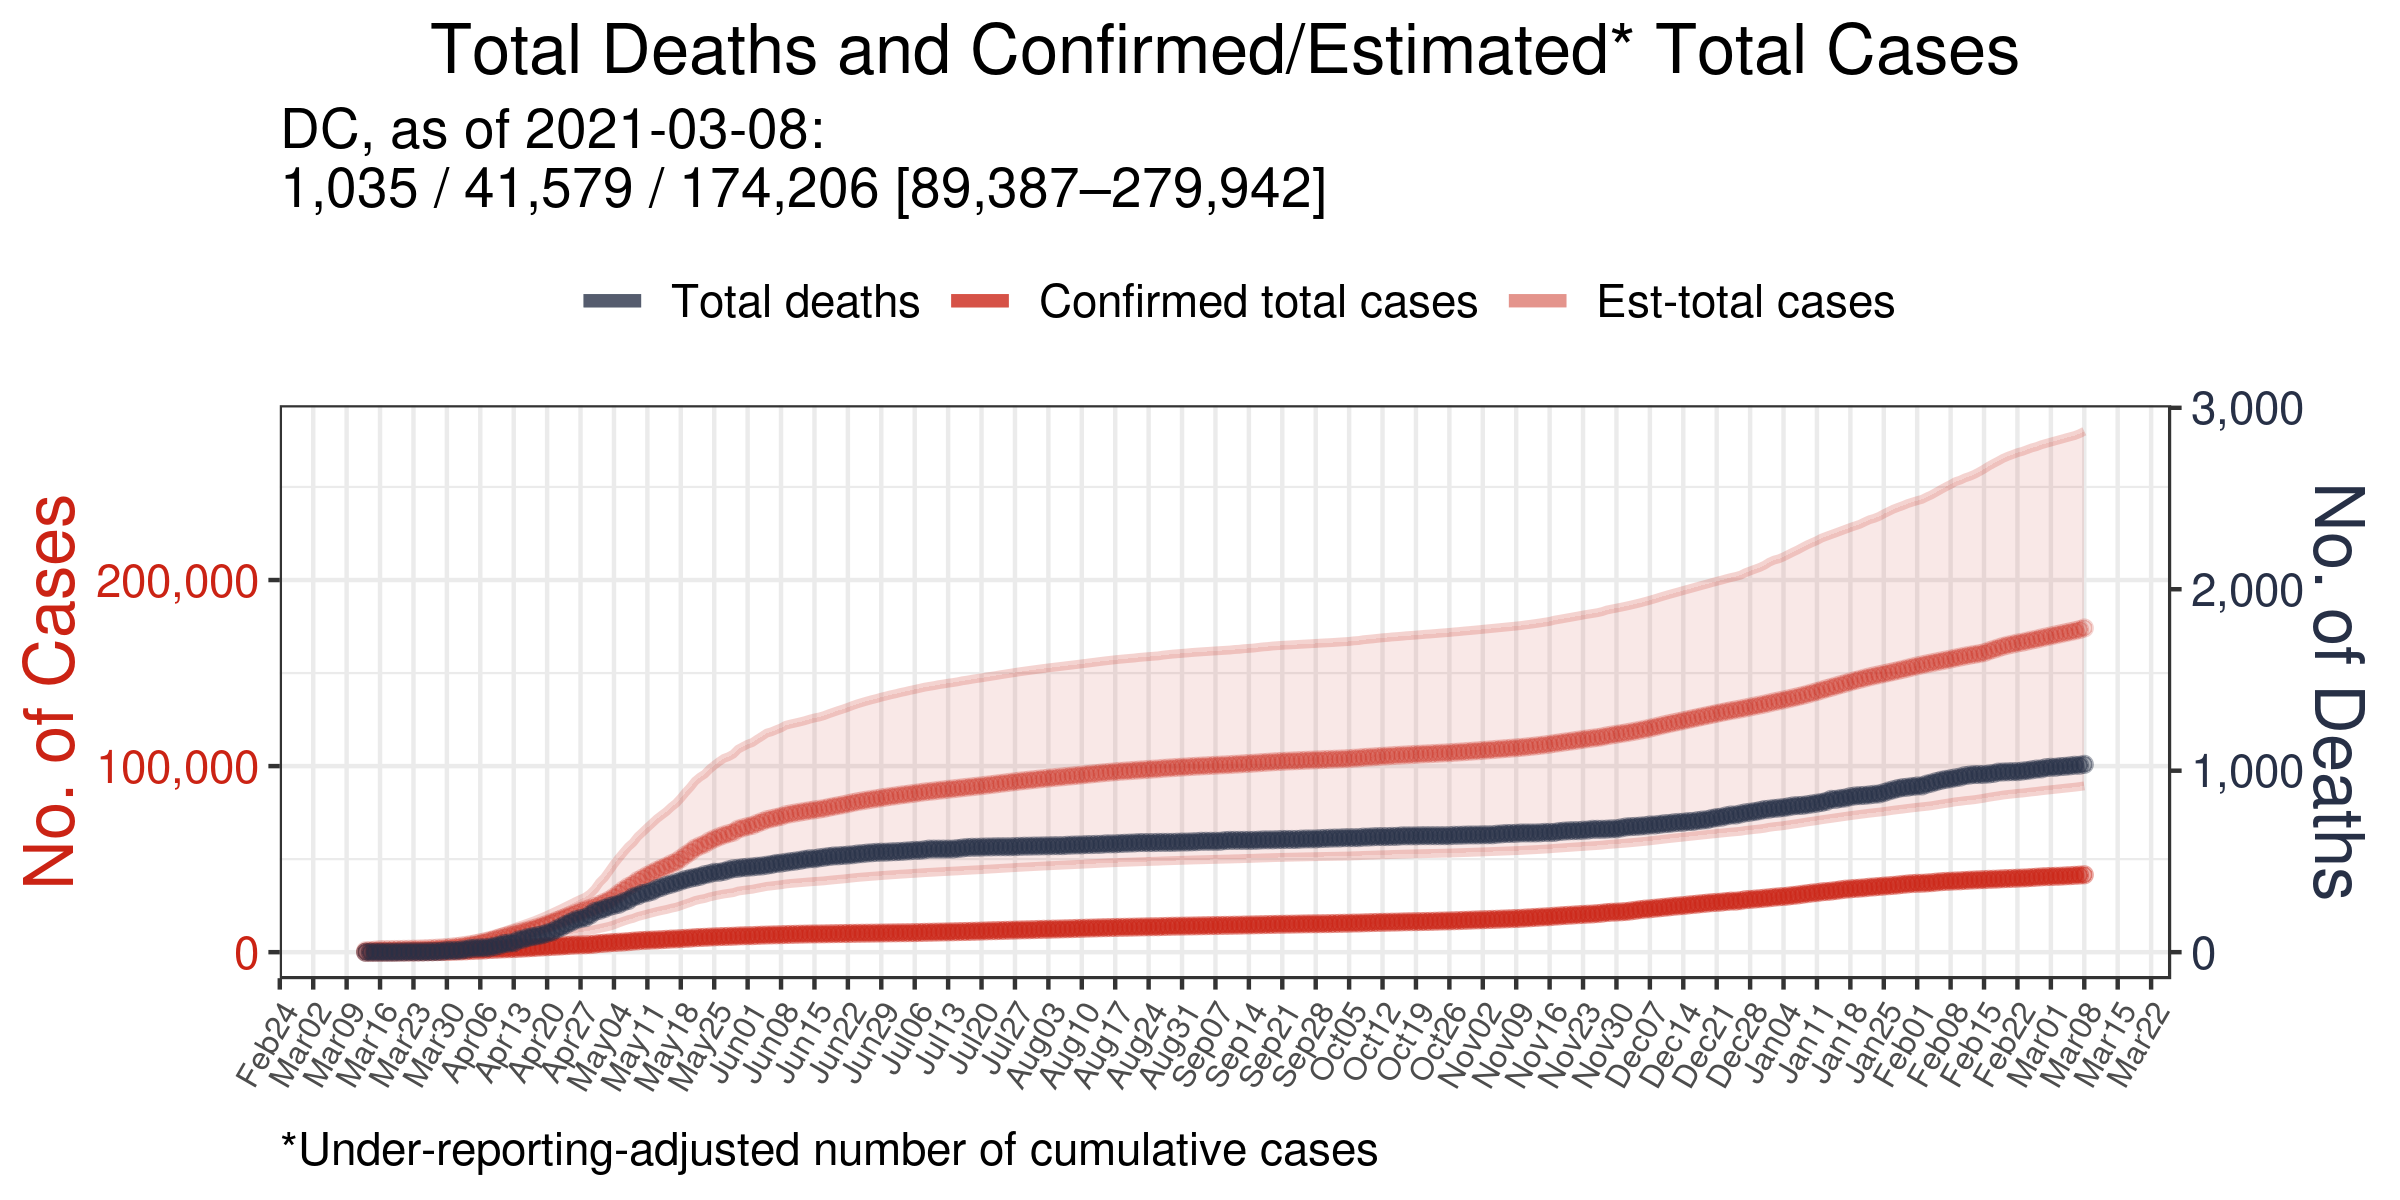 Total Deaths and Confirmed/Estimated* Total Cases
DC, as of 2021-03-08:
1,035 / 41,579 / 174,206 [89,387–279,942]
Total deaths
Confirmed total cases
Est-total cases
No. of Cases
200,000
100,000
0
3,000
2,000
1,000
0
No. of Deaths
Feb24
Mar02
Mar09
Mar16
Mar23
Mar30
Apr06
Apr13
Apr20
Apr27
May04
May11
May18
May25
Jun01
Jun08
Jun15
Jun22
Jun29
Jul06
Jul13
Jul20
Jul27
Aug03
Aug10
Aug17
Aug24
Aug31
Sep07
Sep14
Sep21
Sep28
Oct05
Oct12
Oct19
Oct26
Nov02
Nov09
Nov16
Nov23
Nov30
Dec07
Dec14
Dec21
Dec28
Jan04
Jan11
Jan18
Jan25
Feb01
Feb08
Feb15
Feb22
Mar01
Mar08
Mar15
Mar22
*Under-reporting-adjusted number of cumulative cases